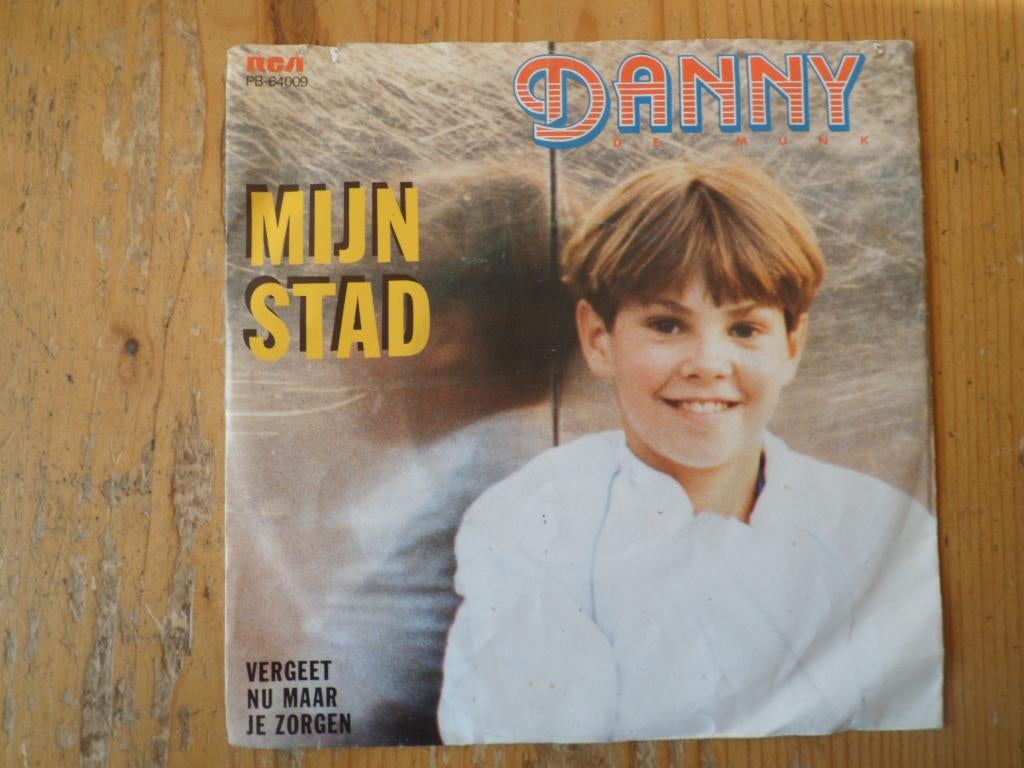 RCA
PB-64009
DANNY
DE MUNK
MIJN
STAD
VERGEET
NU MAAR
JE ZORGEN